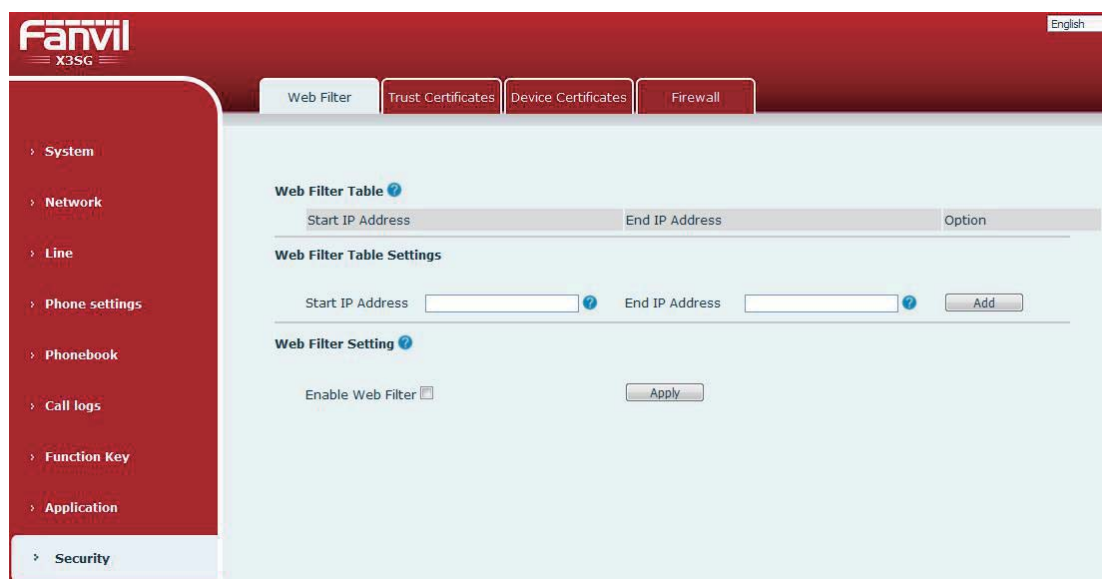 Fanvil
X3SG
English
Web Filter
Trust Certificates
Device Certificates
Firewall
System
Network
Line
Phone settings
Phonebook
Call logs
Function Key
Application
Security
Web Filter Table
Start IP Address End IP Address Option
Web Filter Table Settings
Start IP Address End IP Address Add
Web Filter Setting
Enable Web Filter Apply